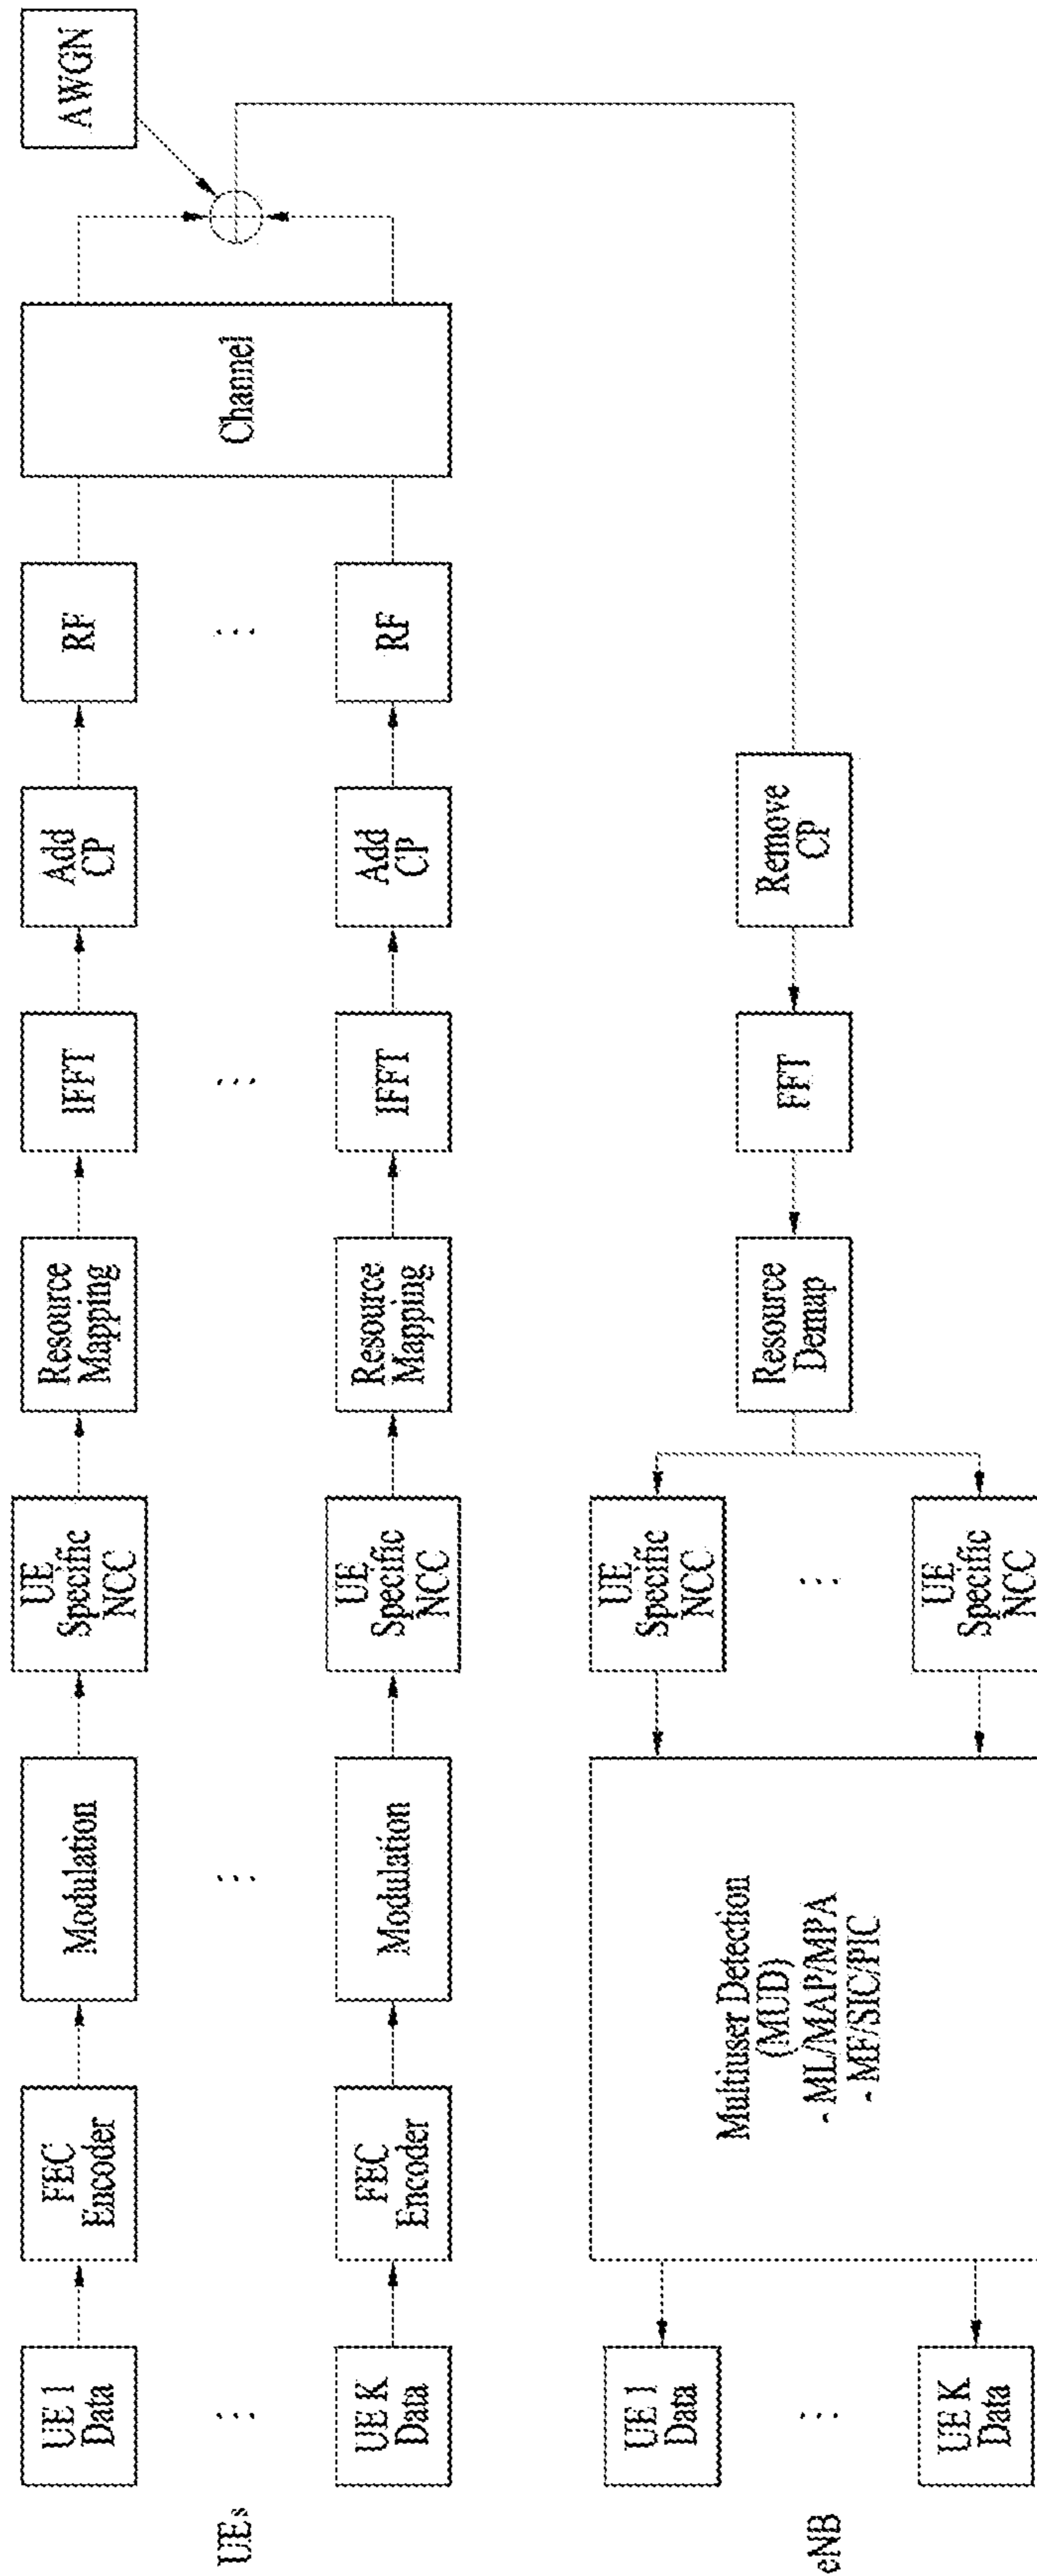 UEs
UE 1
Data
FEC
Encoder
Modulation
UE
Specific
NCC
Resource
Mapping
IFFT
Add
CP
RF
Channel
AWGN
⋮
⋮
⋮
⋮
UE K
Data
FEC
Encoder
Modulation
UE
Specific
NCC
Resource
Mapping
IFFT
Add
CP
RF
eNB
UE 1
Data
Multiuser Detection
(MUD)
- ML/MAP/MPA
- MF/SIC/PIC
UE
Specific
NCC
Resource
Demap
FFT
Remove
CP
⋮
⋮
UE K
Data
UE
Specific
NCC